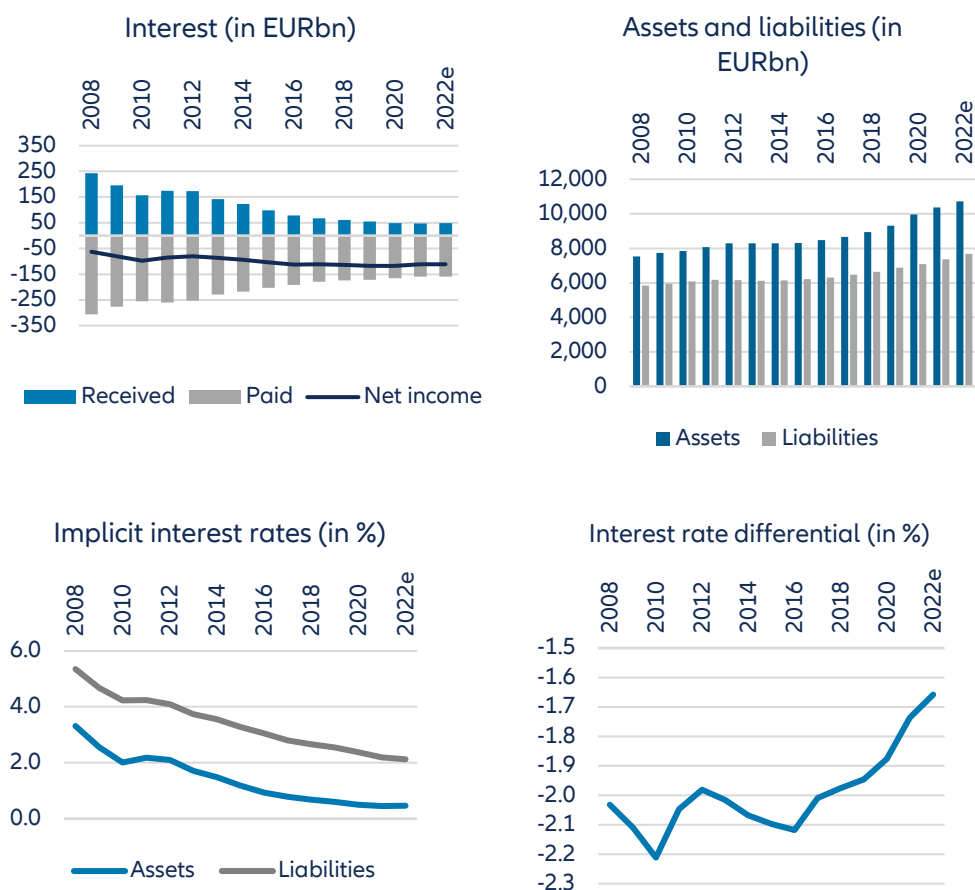 Interest (in EURbn)
2008 2010 2012 2014 2016 2018 2020 2022e
350
250
150
50
-50
-150
-250
-350
Received Paid Net income
Assets and liabilities (in
EURbn)
2008 2010 2012 2014 2016 2018 2020 2022e
12,000
10,000
8,000
6,000
4,000
2,000
0
Assets Liabilities
Implicit interest rates (in %)
2008 2010 2012 2014 2016 2018 2020 2022e
6.0
4.0
2.0
0.0
Assets Liabilities
Interest rate differential (in %)
2008 2010 2012 2014 2016 2018 2020 2022e
-1.5
-1.6
-1.7
-1.8
-1.9
-2.0
-2.1
-2.2
-2.3